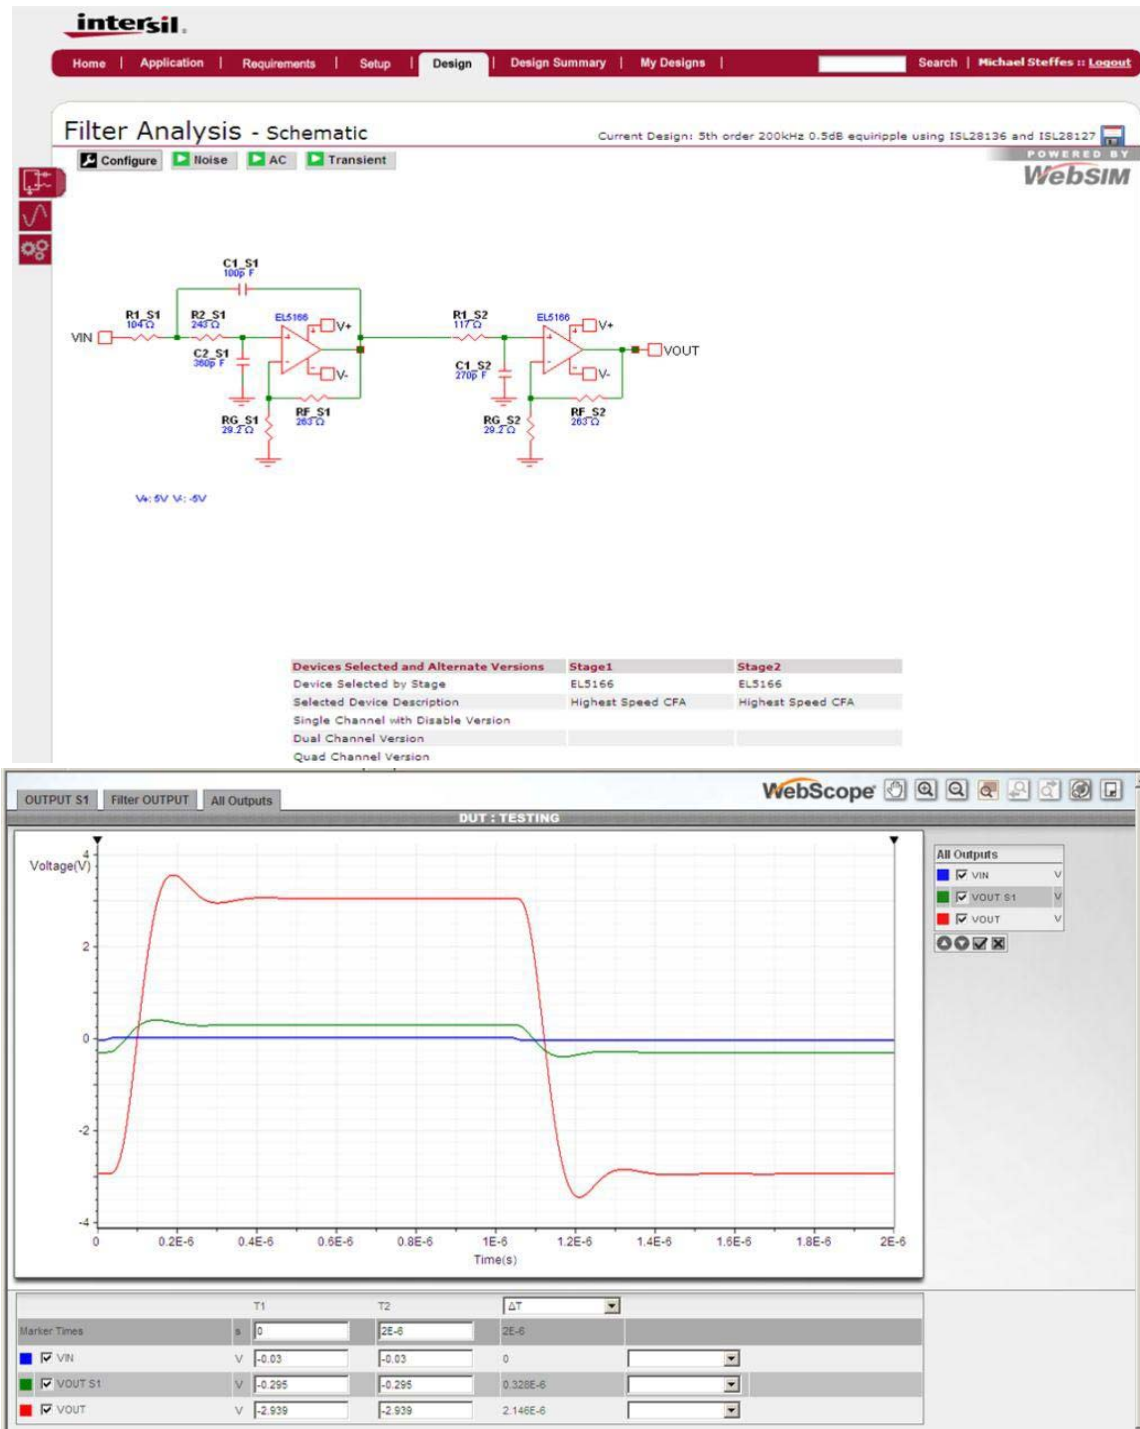 intersil.
Home | Application | Requirements | Setup | Design | Design Summary | My Designs | Search | Michael Steffes :: Logout
Filter Analysis - Schematic
Current Design: 5th order 200kHz 0.5dB equiripple using ISL28136 and ISL28127
Configure Noise AC Transient
POWERED BY
WebSIM
C1_S1
100p F
R1_S1 R2_S1 EL5166 V+ R1_S2 EL5166 V+
104 Ω 243 Ω 117 Ω
VIN VOUT
C2_S1 C1_S2
360p F V- 270p F V-
RG_S1 RF_S1 RG_S2 RF_S2
29.2 Ω 263 Ω 29.2 Ω 263 Ω
V+: 5V V-: -5V
Devices Selected and Alternate Versions Stage1 Stage2
Device Selected by Stage EL5166 EL5166
Selected Device Description Highest Speed CFA Highest Speed CFA
Single Channel with Disable Version
Dual Channel Version
Quad Channel Version
OUTPUT S1 Filter OUTPUT All Outputs WebScope
DUT : TESTING
Voltage(V)
4
2
0
-2
-4
0 0.2E-6 0.4E-6 0.6E-6 0.8E-6 1E-6 1.2E-6 1.4E-6 1.6E-6 1.8E-6 2E-6
Time(s)
All Outputs
VIN V
VOUT S1 V
VOUT V
T1 T2 ΔT
Marker Times s 0 2E-6 2E-6
VIN V -0.03 -0.03 0
VOUT S1 V -0.295 -0.295 0.328E-6
VOUT V -2.939 -2.939 2.146E-6